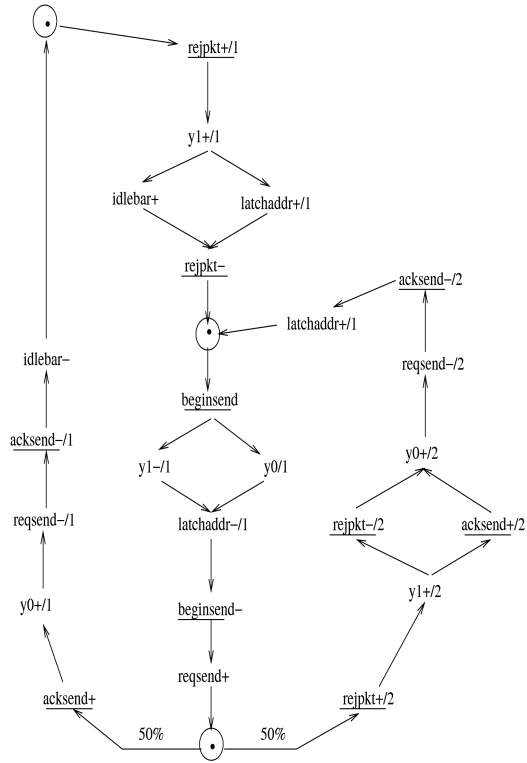 rejpkt+/1
y1+/1
idlebar+
latchaddr+/1
rejpkt−
acksend−/2
latchaddr+/1
idlebar−
reqsend−/2
beginsend
acksend−/1
y1−/1
y0/1
y0+/2
reqsend−/1
latchaddr−/1
rejpkt−/2
acksend+/2
y0+/1
beginsend−
y1+/2
reqsend+
acksend+
rejpkt+/2
50%
50%